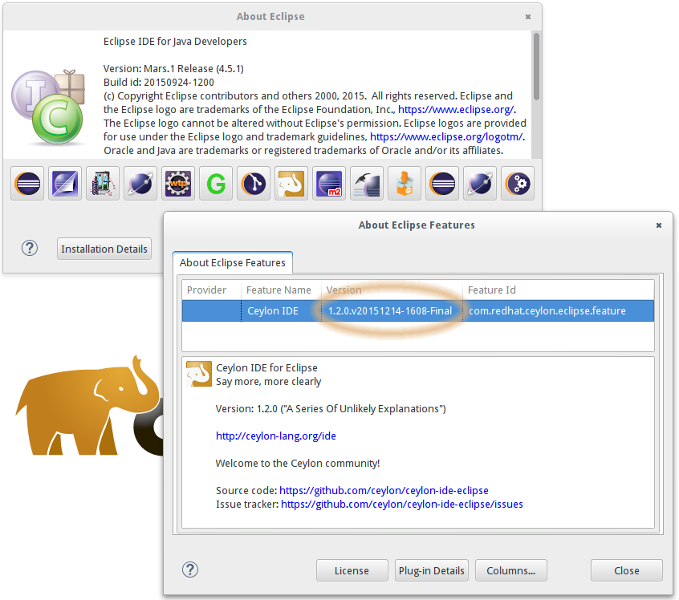 About Eclipse
Eclipse IDE for Java Developers
Version: Mars.1 Release (4.5.1)
Build id: 20150924-1200
(c) Copyright Eclipse contributors and others 2000, 2015.  All rights reserved. Eclipse and
the Eclipse logo are trademarks of the Eclipse Foundation, Inc., https://www.eclipse.org/.
The Eclipse logo cannot be altered without Eclipse's permission. Eclipse logos are provided
for use under the Eclipse logo and trademark guidelines, https://www.eclipse.org/logotm/.
Oracle and Java are trademarks or registered trademarks of Oracle and/or its affiliates.
I C
wtp G m2
? Installation Details
About Eclipse Features
About Eclipse Features
Provider Feature Name Version Feature Id
Ceylon IDE 1.2.0.v20151214-1608-Final com.redhat.ceylon.eclipse.feature
Ceylon IDE for Eclipse
Say more, more clearly
Version: 1.2.0 ("A Series Of Unlikely Explanations")
http://ceylon-lang.org/ide
Welcome to the Ceylon community!
Source code: https://github.com/ceylon/ceylon-ide-eclipse
Issue tracker: https://github.com/ceylon/ceylon-ide-eclipse/issues
? License Plug-in Details Columns... Close